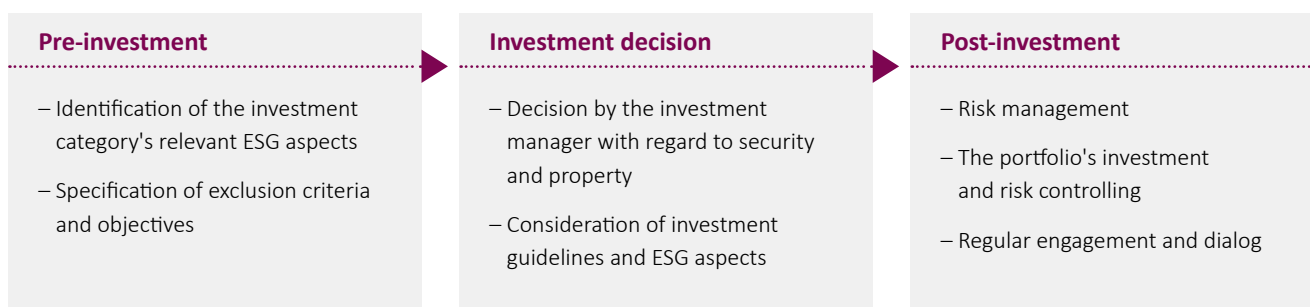 Pre-investment
– Identification of the investment
category's relevant ESG aspects
– Specification of exclusion criteria
and objectives
Investment decision
– Decision by the investment
manager with regard to security
and property
– Consideration of investment
guidelines and ESG aspects
Post-investment
– Risk management
– The portfolio's investment
and risk controlling
– Regular engagement and dialog